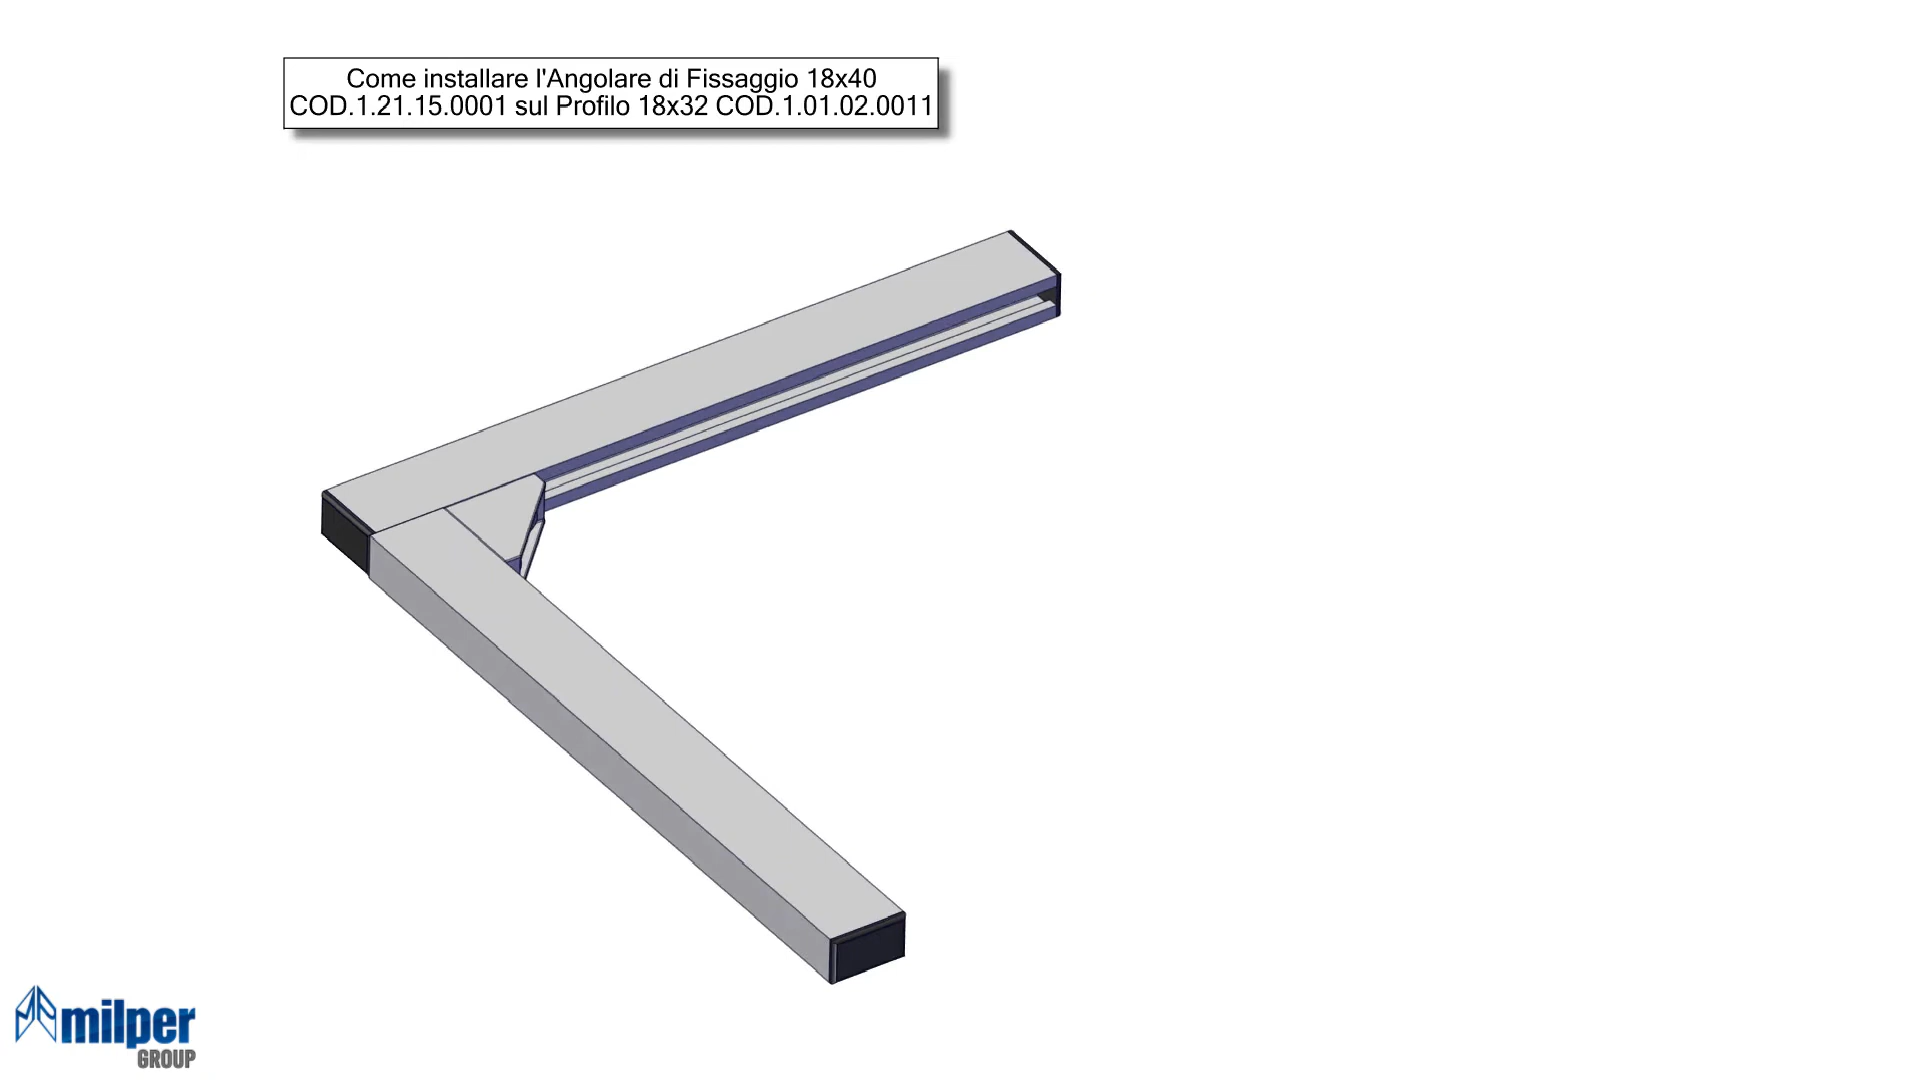 Come installare l'Angolare di Fissaggio 18x40
COD.1.21.15.0001 sul Profilo 18x32 COD.1.01.02.0011
milper
GROUP